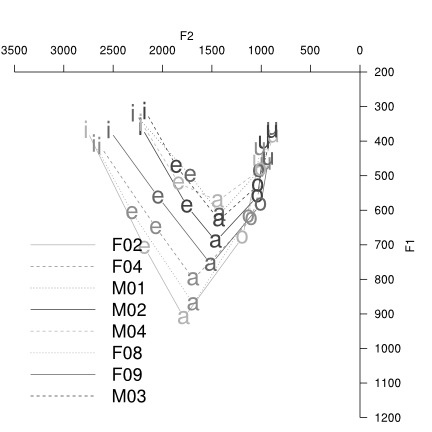 F2
3500 3000 2500 2000 1500 1000 500 0
200
300
400
500
600
700
800
900
1000
1100
1200
F1
i i i i i i i i
u u u u u
e e e e e e e e
o o o o o o o
a a a a a a a a
F02
F04
M01
M02
M04
F08
F09
M03